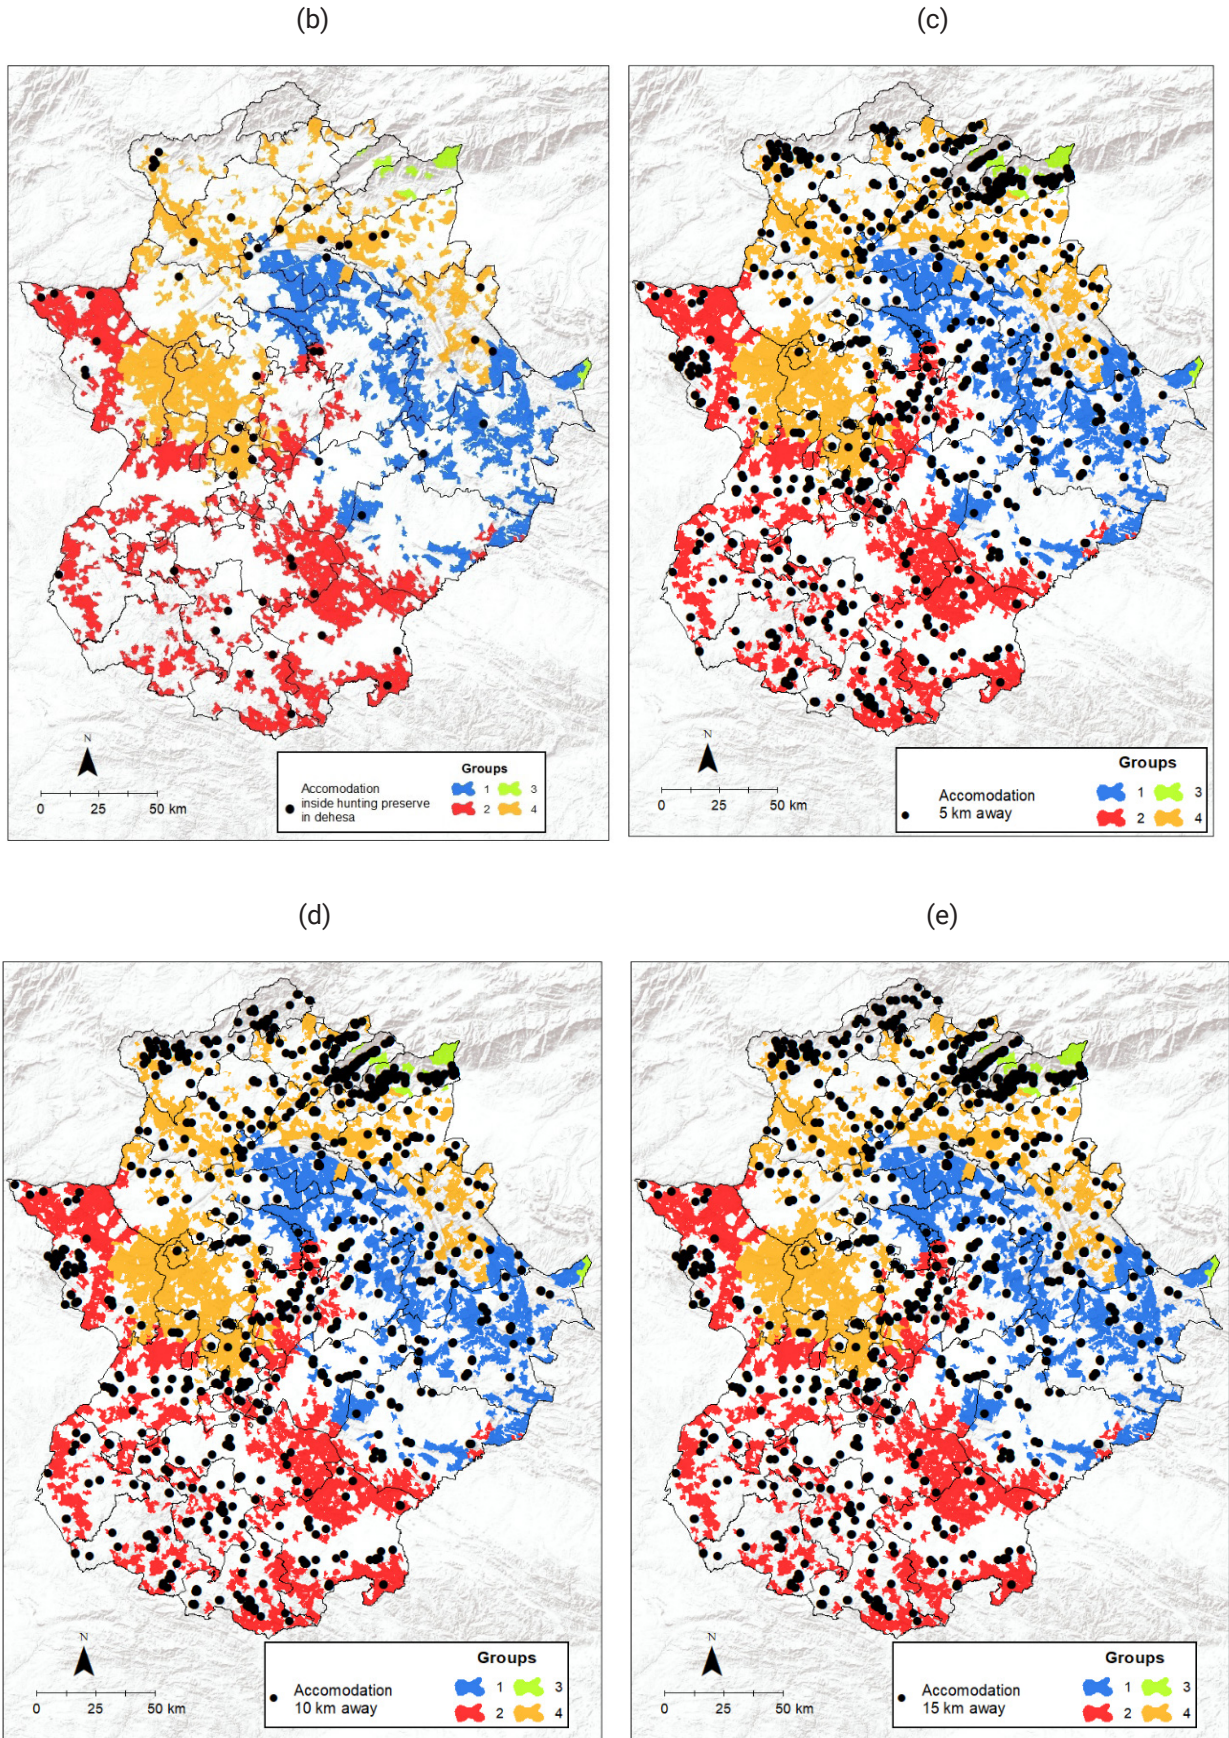 (b)
(c)
N
0 25 50 km
Accomodation
inside hunting preserve
in dehesa
Groups
1 3
2 4
N
0 25 50 km
Accomodation
5 km away
Groups
1 3
2 4
(d)
(e)
N
0 25 50 km
Accomodation
10 km away
Groups
1 3
2 4
N
0 25 50 km
Accomodation
15 km away
Groups
1 3
2 4